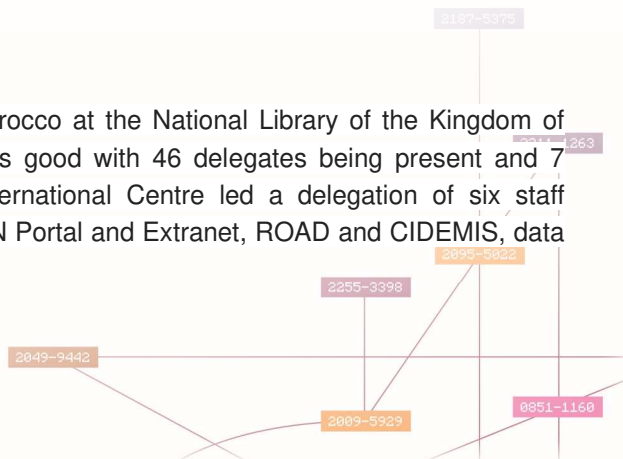 2187-5375
rocco at the National Library of the Kingdom of
1263
s good with 46 delegates being present and 7
ernational Centre led a delegation of six staff
N Portal and Extranet, ROAD and CIDEMIS, data
2095-5022
2255-3398
2049-9442
0851-1160
2009-5929